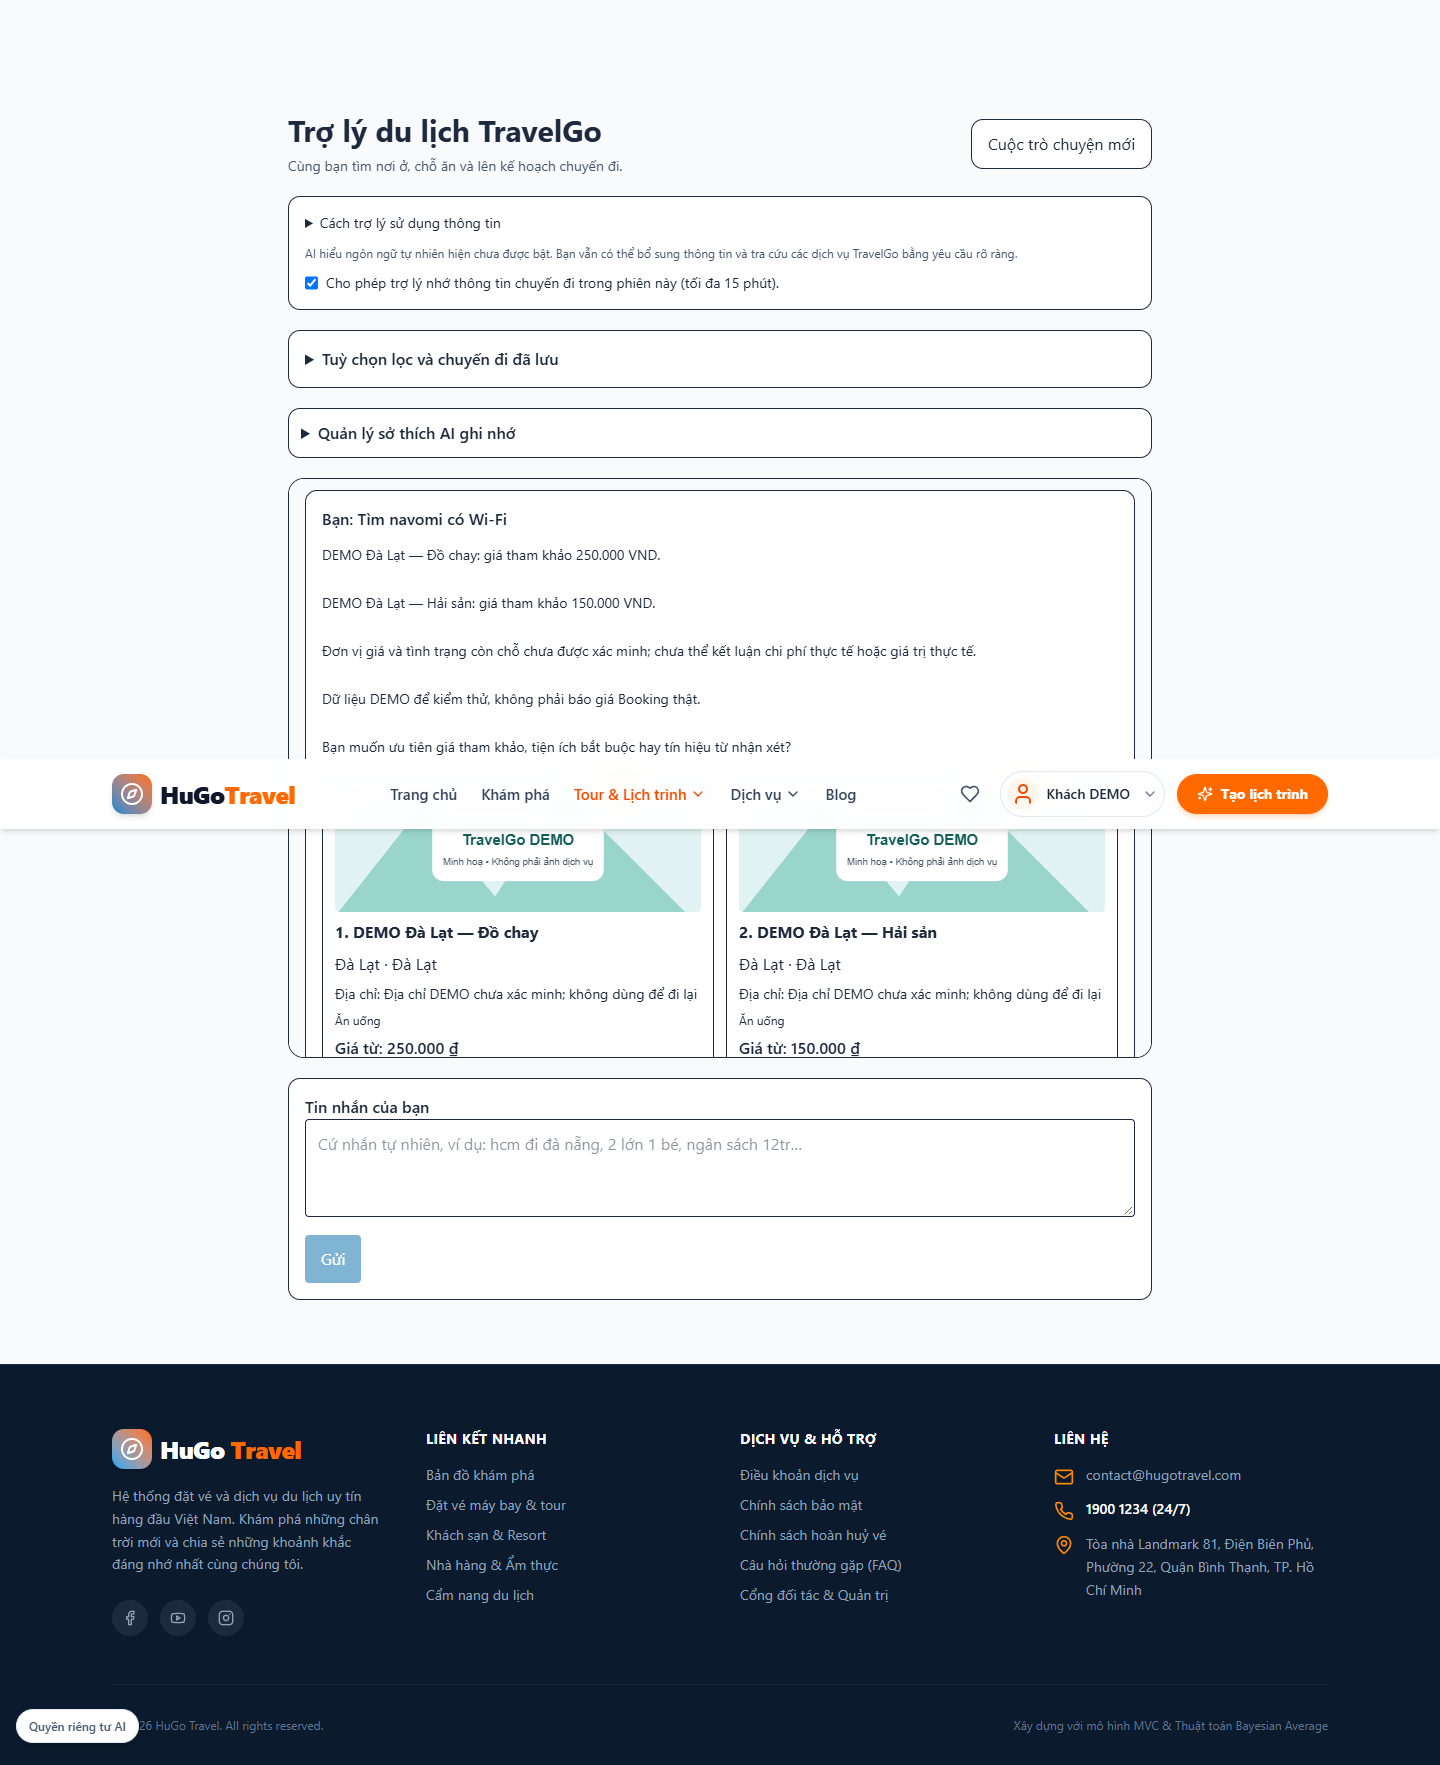 Trợ lý du lịch TravelGo
Cùng bạn tìm nơi ở, chỗ ăn và lên kế hoạch chuyến đi.
Cuộc trò chuyện mới
Cách trợ lý sử dụng thông tin
AI hiểu ngôn ngữ tự nhiên hiện chưa được bật. Bạn vẫn có thể bổ sung thông tin và tra cứu các dịch vụ TravelGo bằng yêu cầu rõ ràng.
Cho phép trợ lý nhớ thông tin chuyến đi trong phiên này (tối đa 15 phút).
Tuỳ chọn lọc và chuyến đi đã lưu
Quản lý sở thích AI ghi nhớ
Bạn: Tìm navomi có Wi-Fi
DEMO Đà Lạt — Đồ chay: giá tham khảo 250.000 VND.
DEMO Đà Lạt — Hải sản: giá tham khảo 150.000 VND.
Đơn vị giá và tình trạng còn chỗ chưa được xác minh; chưa thể kết luận chi phí thực tế hoặc giá trị thực tế.
Dữ liệu DEMO để kiểm thử, không phải báo giá Booking thật.
Bạn muốn ưu tiên giá tham khảo, tiện ích bắt buộc hay tín hiệu từ nhận xét?
HuGoTravel
Trang chủ
Khám phá
Tour & Lịch trình
Dịch vụ
Blog
Khách DEMO
Tạo lịch trình
TravelGo DEMO
Minh hoạ • Không phải ảnh dịch vụ
1. DEMO Đà Lạt — Đồ chay
Đà Lạt · Đà Lạt
Địa chỉ: Địa chỉ DEMO chưa xác minh; không dùng để đi lại
Ăn uống
Giá từ: 250.000 ₫
TravelGo DEMO
Minh hoạ • Không phải ảnh dịch vụ
2. DEMO Đà Lạt — Hải sản
Đà Lạt · Đà Lạt
Địa chỉ: Địa chỉ DEMO chưa xác minh; không dùng để đi lại
Ăn uống
Giá từ: 150.000 ₫
Tin nhắn của bạn
Cứ nhắn tự nhiên, ví dụ: hcm đi đà nẵng, 2 lớn 1 bé, ngân sách 12tr...
Gửi
HuGo Travel
Hệ thống đặt vé và dịch vụ du lịch uy tín
hàng đầu Việt Nam. Khám phá những chân
trời mới và chia sẻ những khoảnh khắc
đáng nhớ nhất cùng chúng tôi.
LIÊN KẾT NHANH
Bản đồ khám phá
Đặt vé máy bay & tour
Khách sạn & Resort
Nhà hàng & Ẩm thực
Cẩm nang du lịch
DỊCH VỤ & HỖ TRỢ
Điều khoản dịch vụ
Chính sách bảo mật
Chính sách hoàn huỷ vé
Câu hỏi thường gặp (FAQ)
Cổng đối tác & Quản trị
LIÊN HỆ
contact@hugotravel.com
1900 1234 (24/7)
Tòa nhà Landmark 81, Điện Biên Phủ,
Phường 22, Quận Bình Thạnh, TP. Hồ
Chí Minh
Quyền riêng tư AI
26 HuGo Travel. All rights reserved.
Xây dựng với mô hình MVC & Thuật toán Bayesian Average